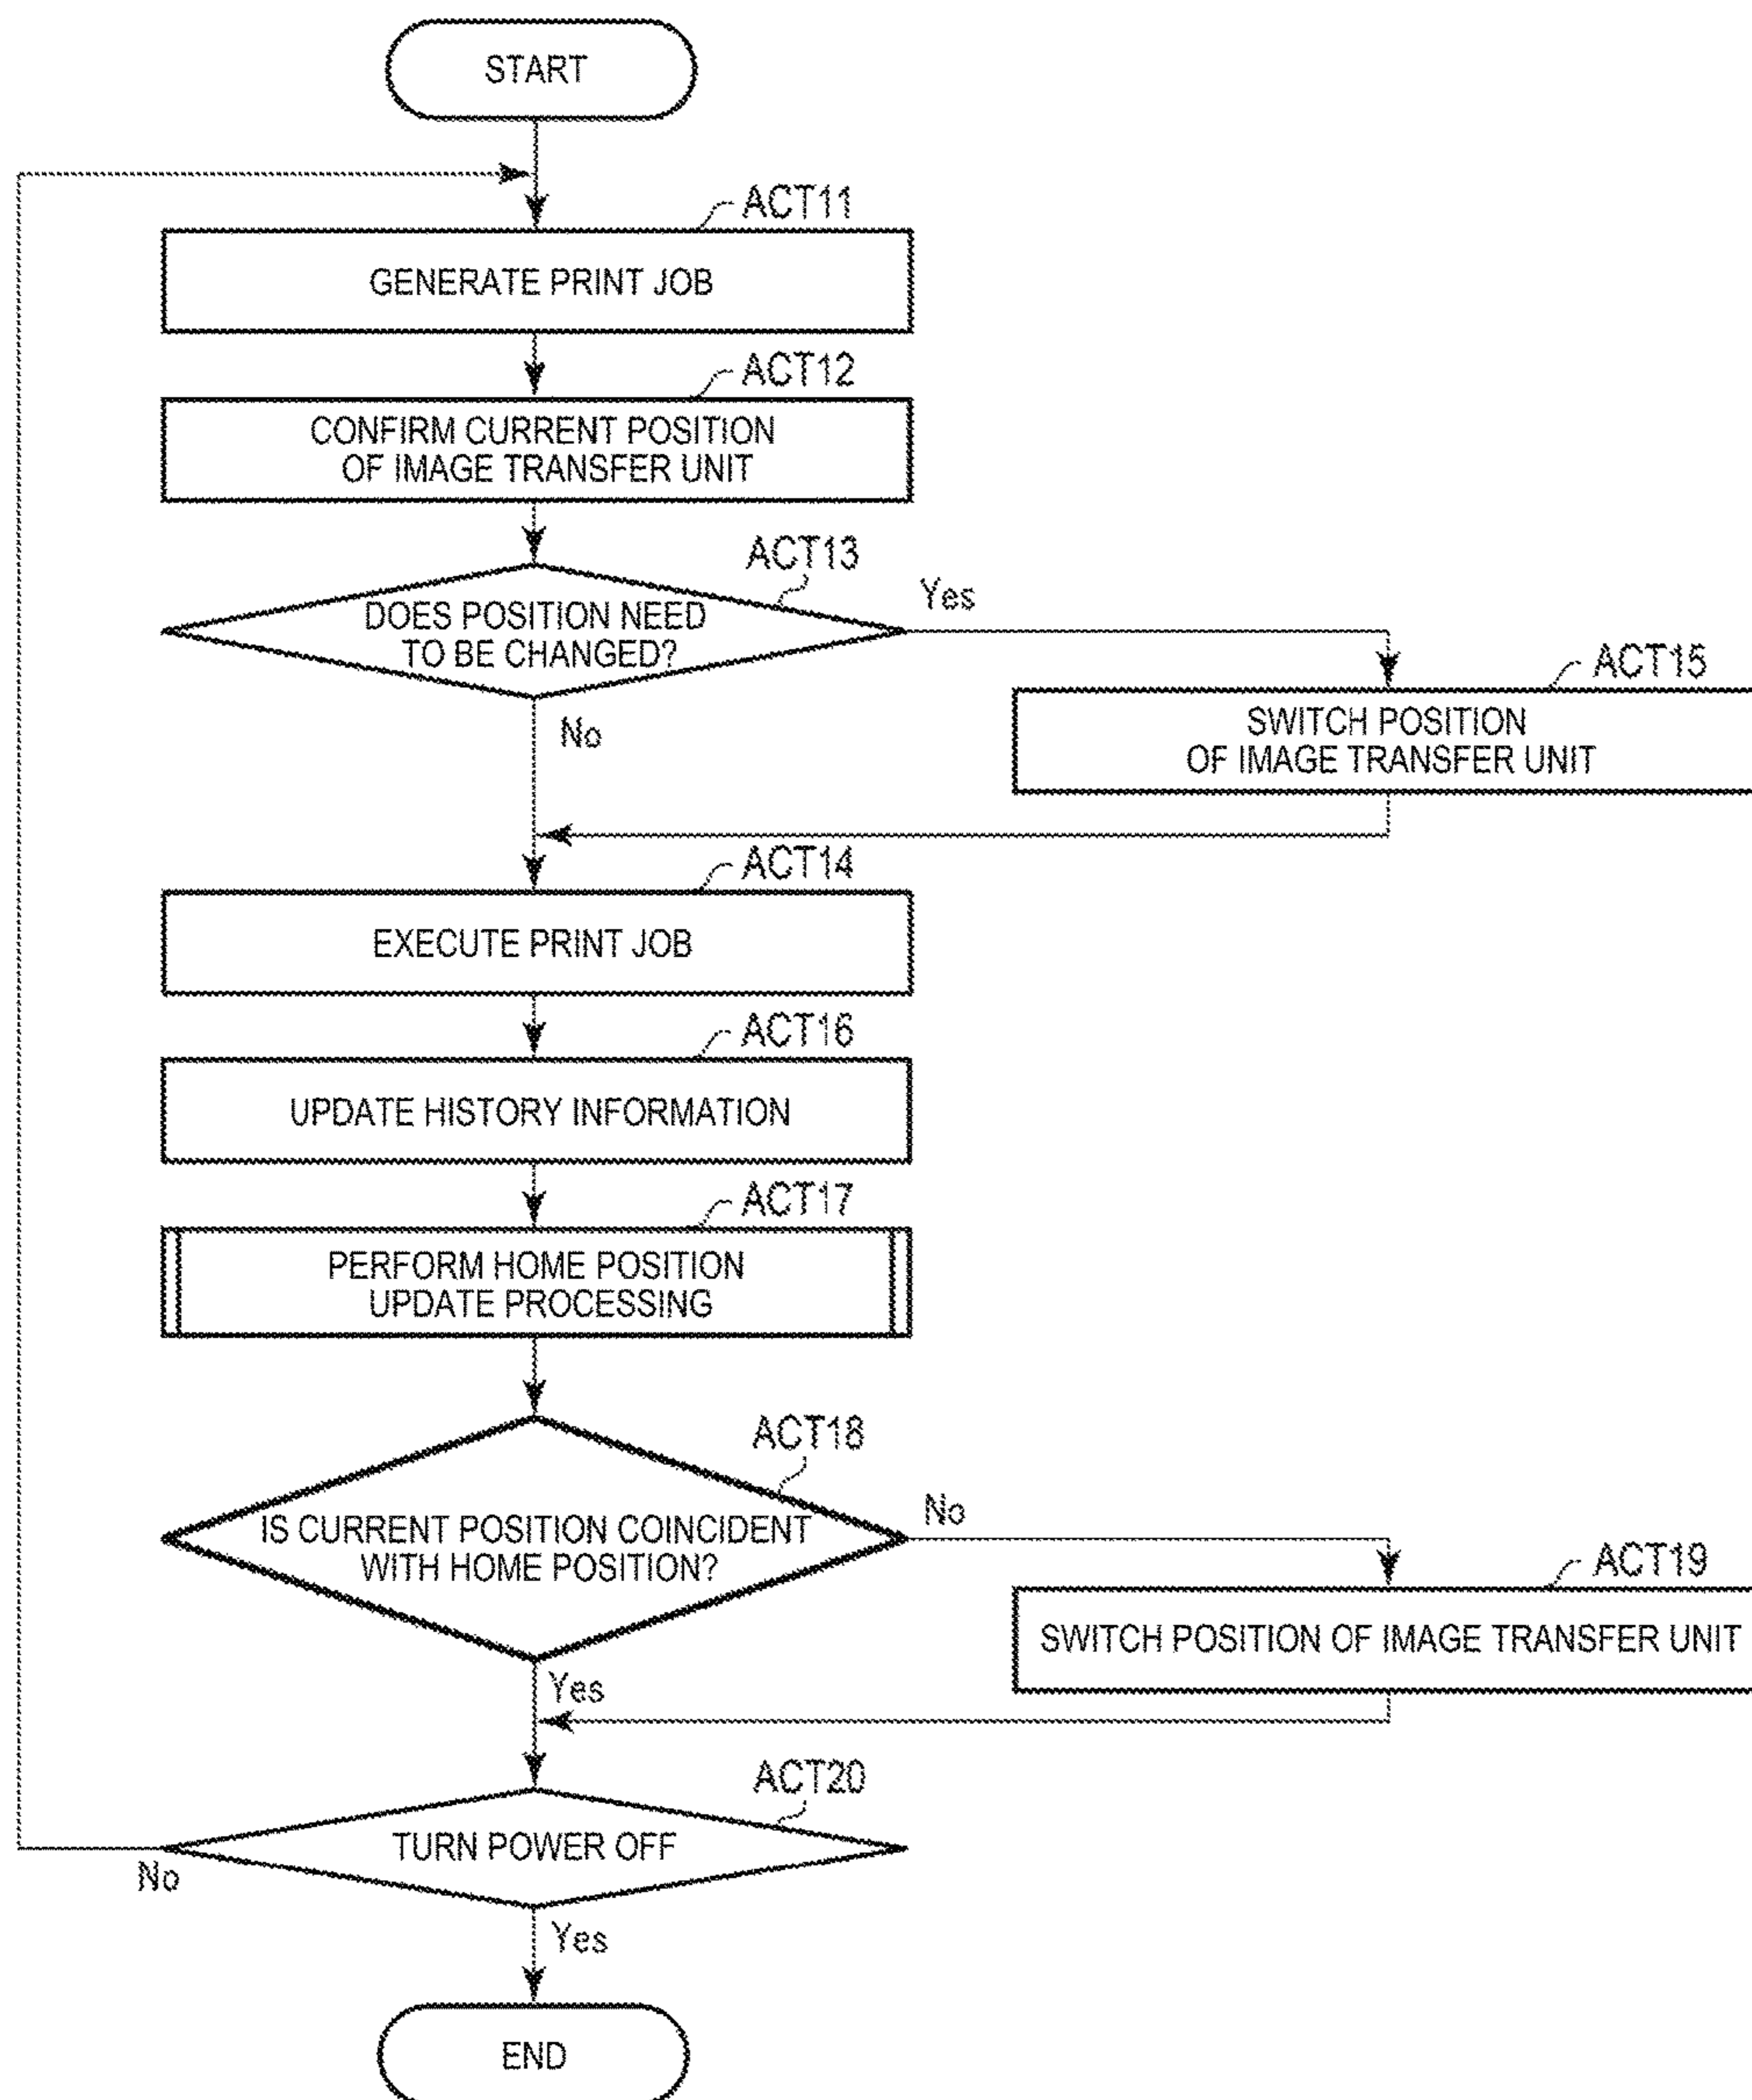 START
ACT11
GENERATE PRINT JOB
ACT12
CONFIRM CURRENT POSITION
OF IMAGE TRANSFER UNIT
ACT13
DOES POSITION NEED
TO BE CHANGED?
Yes
No
ACT15
SWITCH POSITION
OF IMAGE TRANSFER UNIT
ACT14
EXECUTE PRINT JOB
ACT16
UPDATE HISTORY INFORMATION
ACT17
PERFORM HOME POSITION
UPDATE PROCESSING
ACT18
IS CURRENT POSITION COINCIDENT
WITH HOME POSITION?
No
Yes
ACT19
SWITCH POSITION OF IMAGE TRANSFER UNIT
ACT20
TURN POWER OFF
No
Yes
END